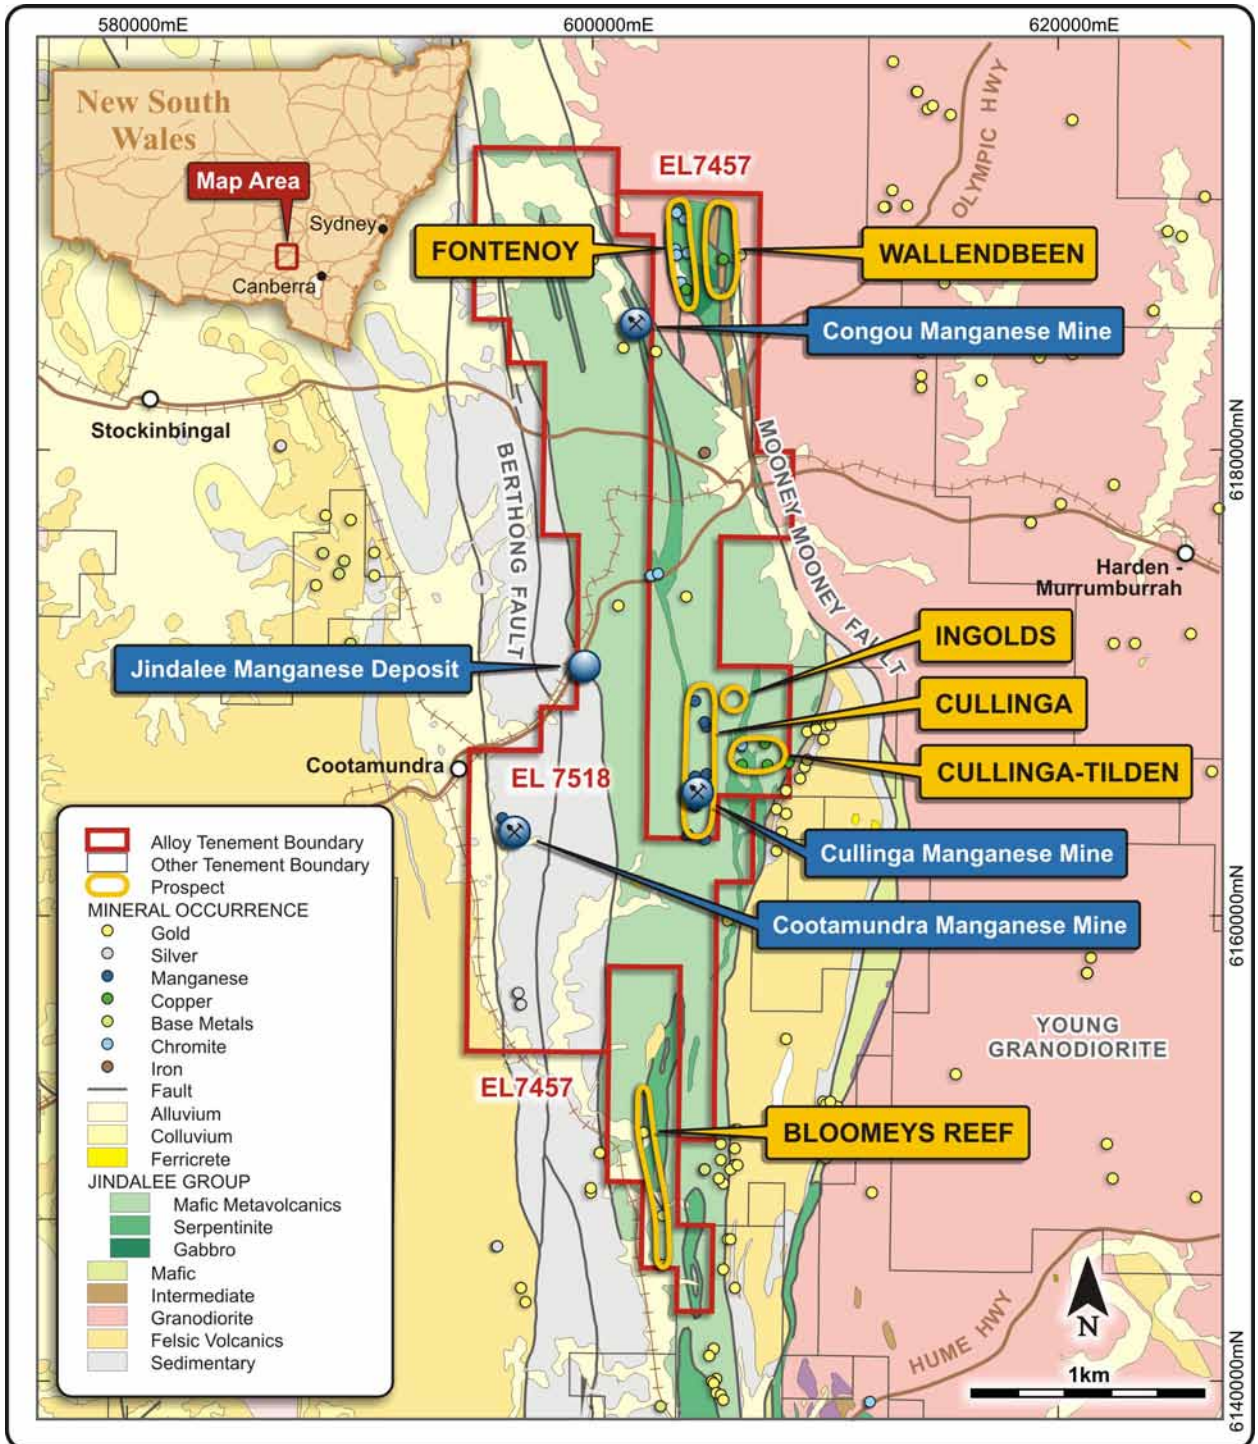 580000mE
600000mE
620000mE
New South
Wales
Map Area
Sydney
Canberra
EL7457
OLYMPIC HWY
FONTENOY
WALLENDBEEN
Congou Manganese Mine
Stockinbingal
6180000mN
BERTHONG FAULT
MOONEY MOONEY FAULT
Harden -
Murrumburrah
INGOLDS
Jindalee Manganese Deposit
CULLINGA
Cootamundra
EL 7518
CULLINGA-TILDEN
Cullinga Manganese Mine
Cootamundra Manganese Mine
6160000mN
Alloy Tenement Boundary
Other Tenement Boundary
Prospect
MINERAL OCCURRENCE
Gold
Silver
Manganese
Copper
Base Metals
Chromite
Iron
Fault
Alluvium
Colluvium
Ferricrete
JINDALEE GROUP
Mafic Metavolcanics
Serpentinite
Gabbro
Mafic
Intermediate
Granodiorite
Felsic Volcanics
Sedimentary
YOUNG
GRANODIORITE
EL7457
BLOOMEYS REEF
N
HUME HWY
1km
6140000mN